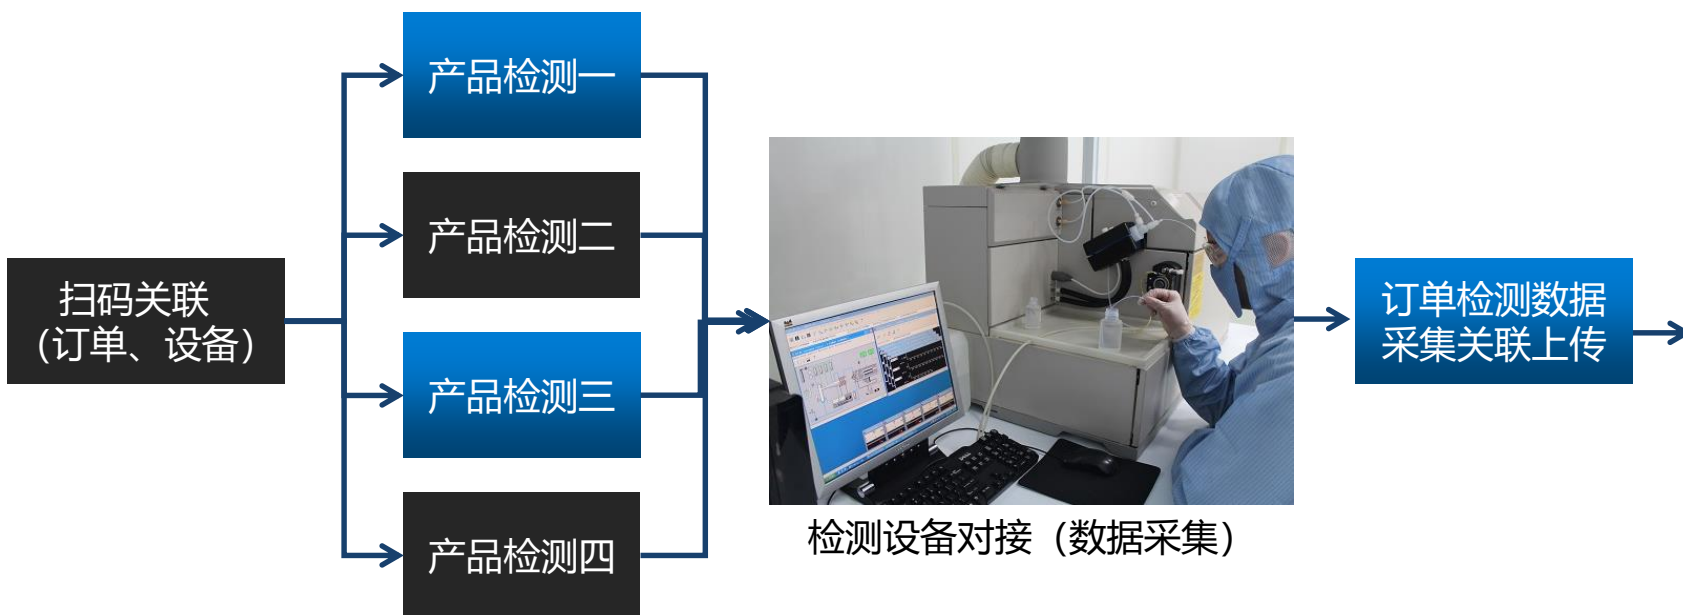 产品检测一
产品检测二
扫码关联
（订单、设备）
产品检测三
产品检测四
检测设备对接（数据采集）
订单检测数据
采集关联上传